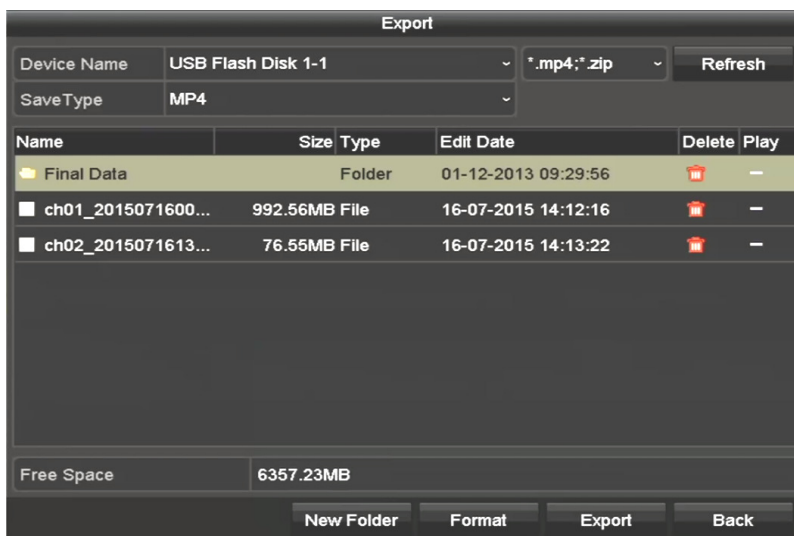 Export
Device Name USB Flash Disk 1-1 *.mp4;*.zip Refresh
SaveType MP4
Name Size Type Edit Date Delete Play
Final Data Folder 01-12-2013 09:29:56
ch01_2015071600... 992.56MB File 16-07-2015 14:12:16
ch02_2015071613... 76.55MB File 16-07-2015 14:13:22
Free Space 6357.23MB
New Folder Format Export Back